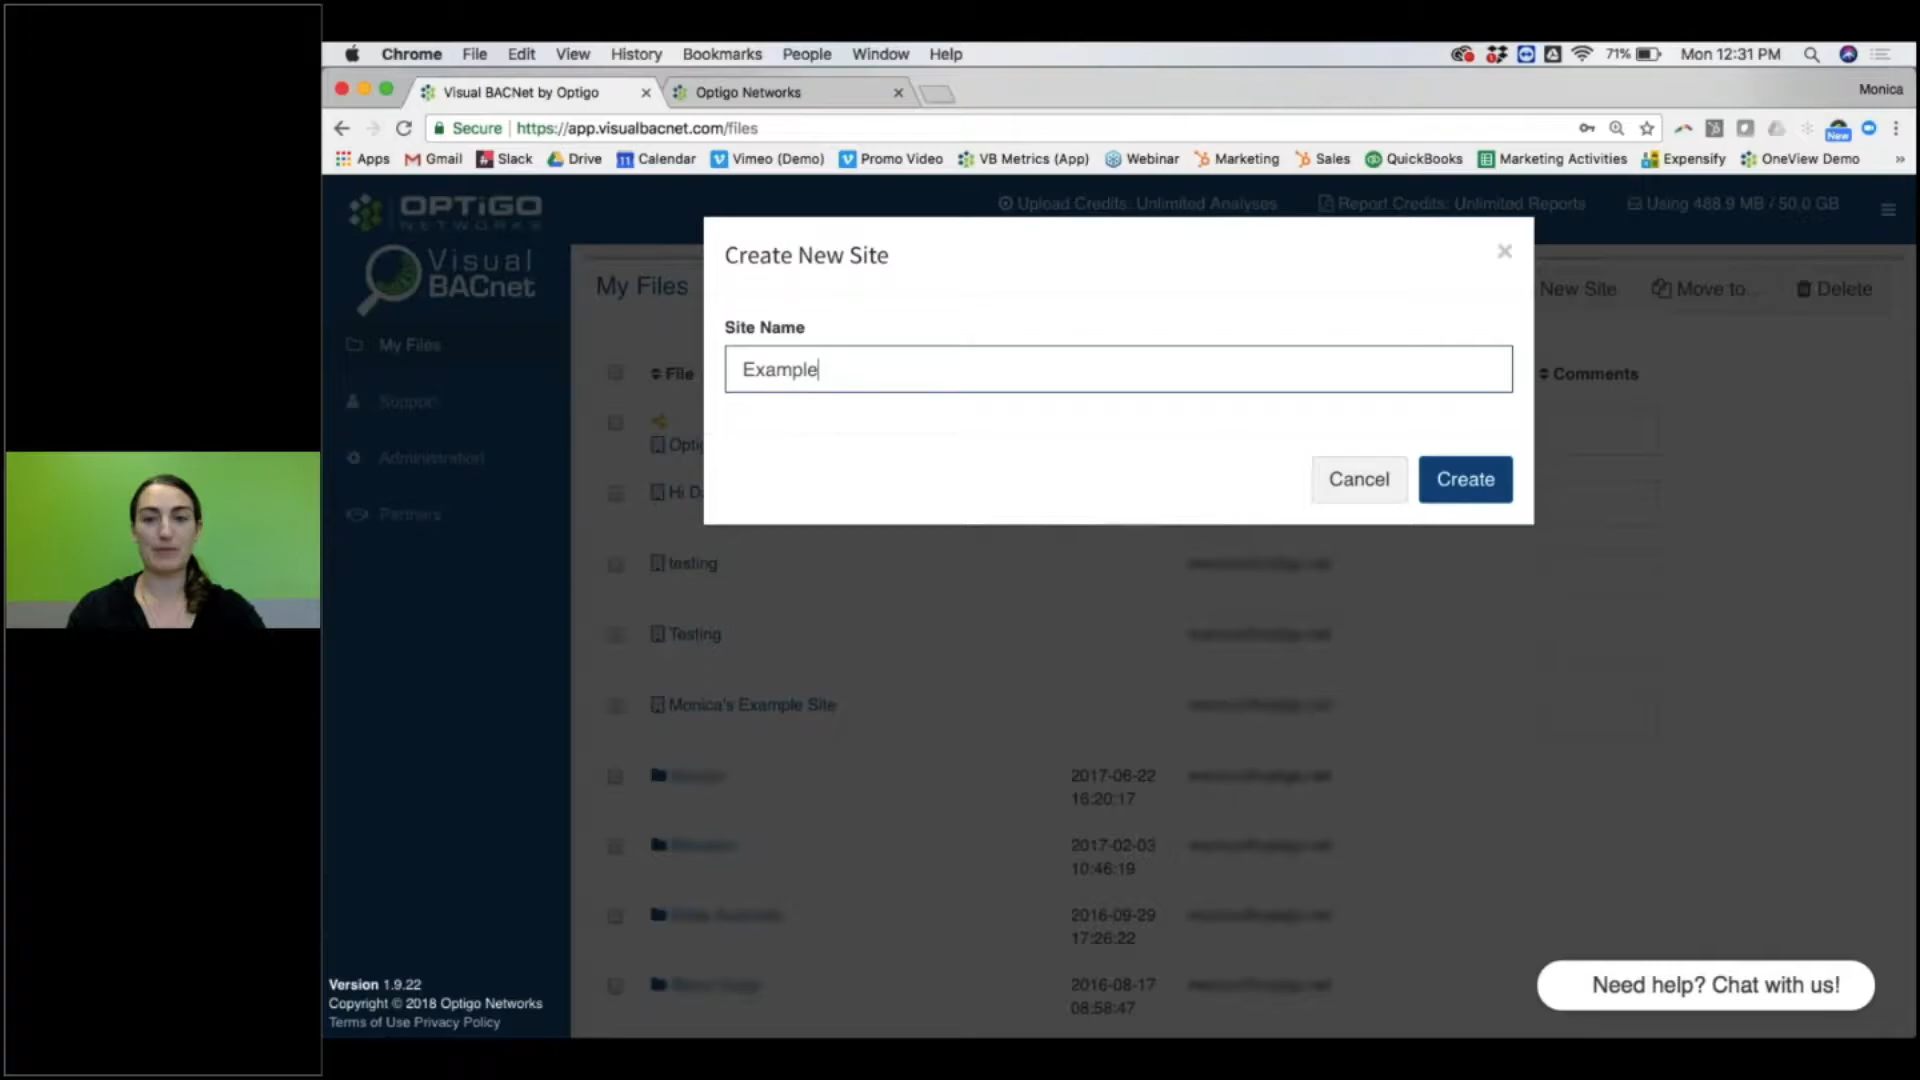 Chrome File Edit View History Bookmarks People Window Help 71% Mon 12:31 PM
Visual BACNet by Optigo Optigo Networks Monica
Secure https://app.visualbacnet.com/files New
Apps Gmail Slack Drive 11 Calendar Vimeo (Demo) Promo Video VB Metrics (App) Webinar Marketing Sales QuickBooks Marketing Activities Expensify OneView Demo
OPTIGO
NETWORKS
Upload Credits: Unlimited Analyses Report Credits: Unlimited Reports Using 488.9 MB / 50.0 GB
Visual
BACnet
My Files
Support
Administration
Partners
My Files
New Site Move to... Delete
Create New Site
Site Name
Example
Cancel Create
File Comments
Hi
testing
Testing
Monica's Example Site
2017-06-22
16:20:17
2017-02-03
10:46:19
2016-09-29
17:26:22
2016-08-17
08:58:47
Version 1.9.22
Copyright © 2018 Optigo Networks
Terms of Use Privacy Policy
Need help? Chat with us!